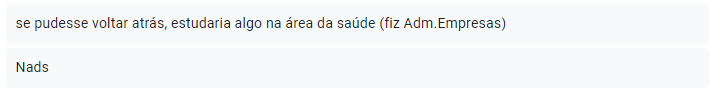 se pudesse voltar atrás, estudaria algo na área da saúde (fiz Adm.Empresas)
Nads